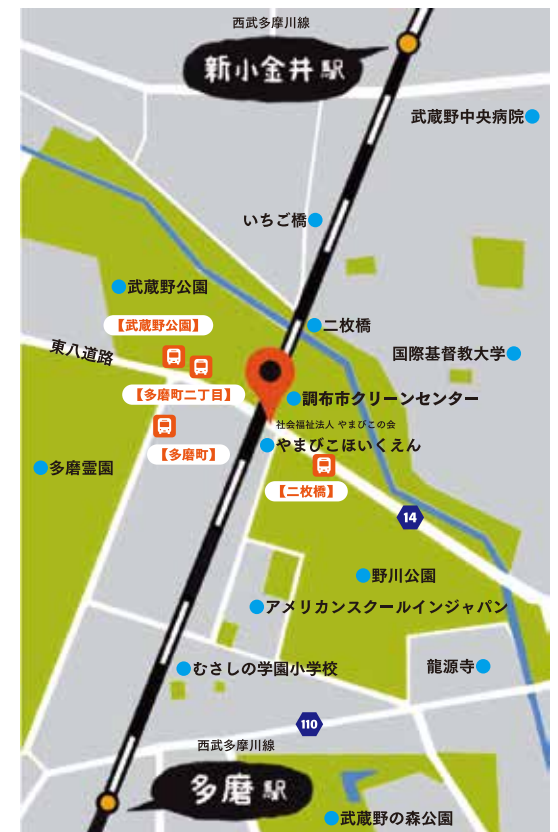 西武多摩川線
新小金井駅
武蔵野中央病院
いちご橋
武蔵野公園
【武蔵野公園】
二枚橋
東八道路
国際基督教大学
【多磨町二丁目】
調布市クリーンセンター
社会福祉法人 やまびこの会
やまびこほいくえん
【多磨町】
多磨霊園
【二枚橋】
14
野川公園
アメリカンスクールインジャパン
むさしの学園小学校
龍源寺
110
西武多摩川線
多磨駅
武蔵野の森公園